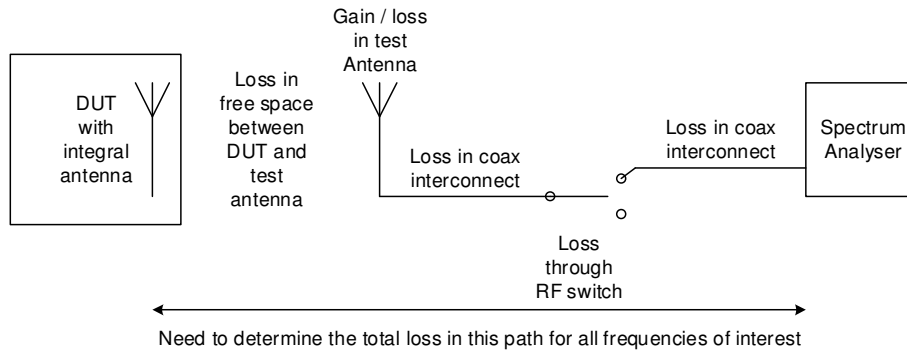 Gain / loss
in test
Antenna
DUT
with
integral
antenna
Loss in
free space
between
DUT and
test
antenna
Loss in coax
interconnect
Loss in coax
interconnect
Spectrum
Analyser
Loss
through
RF switch
Need to determine the total loss in this path for all frequencies of interest